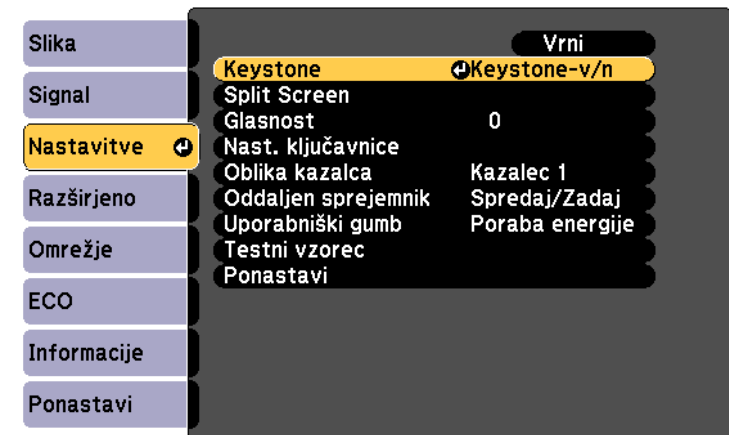 Slika
Signal
Nastavitve
Razširjeno
Omrežje
ECO
Informacije
Ponastavi
Vrni
Keystone Keystone-v/n
Split Screen
Glasnost 0
Nast. ključavnice
Oblika kazalca Kazalec 1
Oddaljen sprejemnik Spredaj/Zadaj
Uporabniški gumb Poraba energije
Testni vzorec
Ponastavi